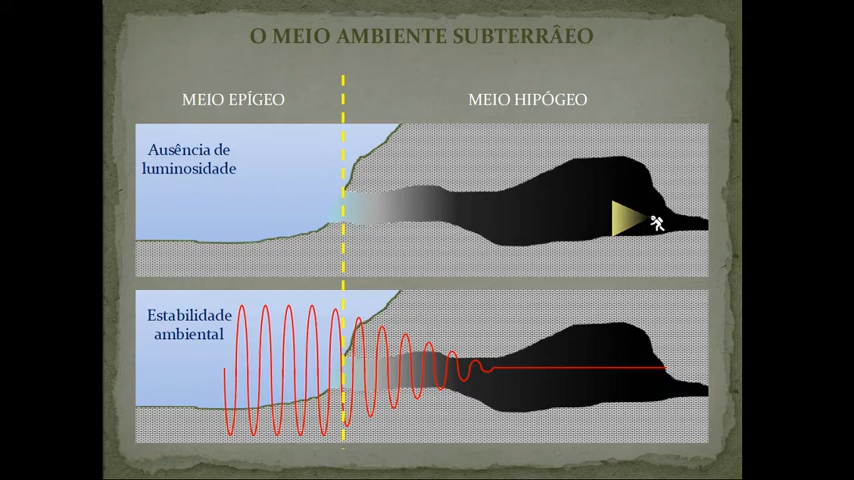 O MEIO AMBIENTE SUBTERRÂEO
MEIO EPÍGEO
MEIO HIPÓGEO
Ausência de
luminosidade
Estabilidade
ambiental